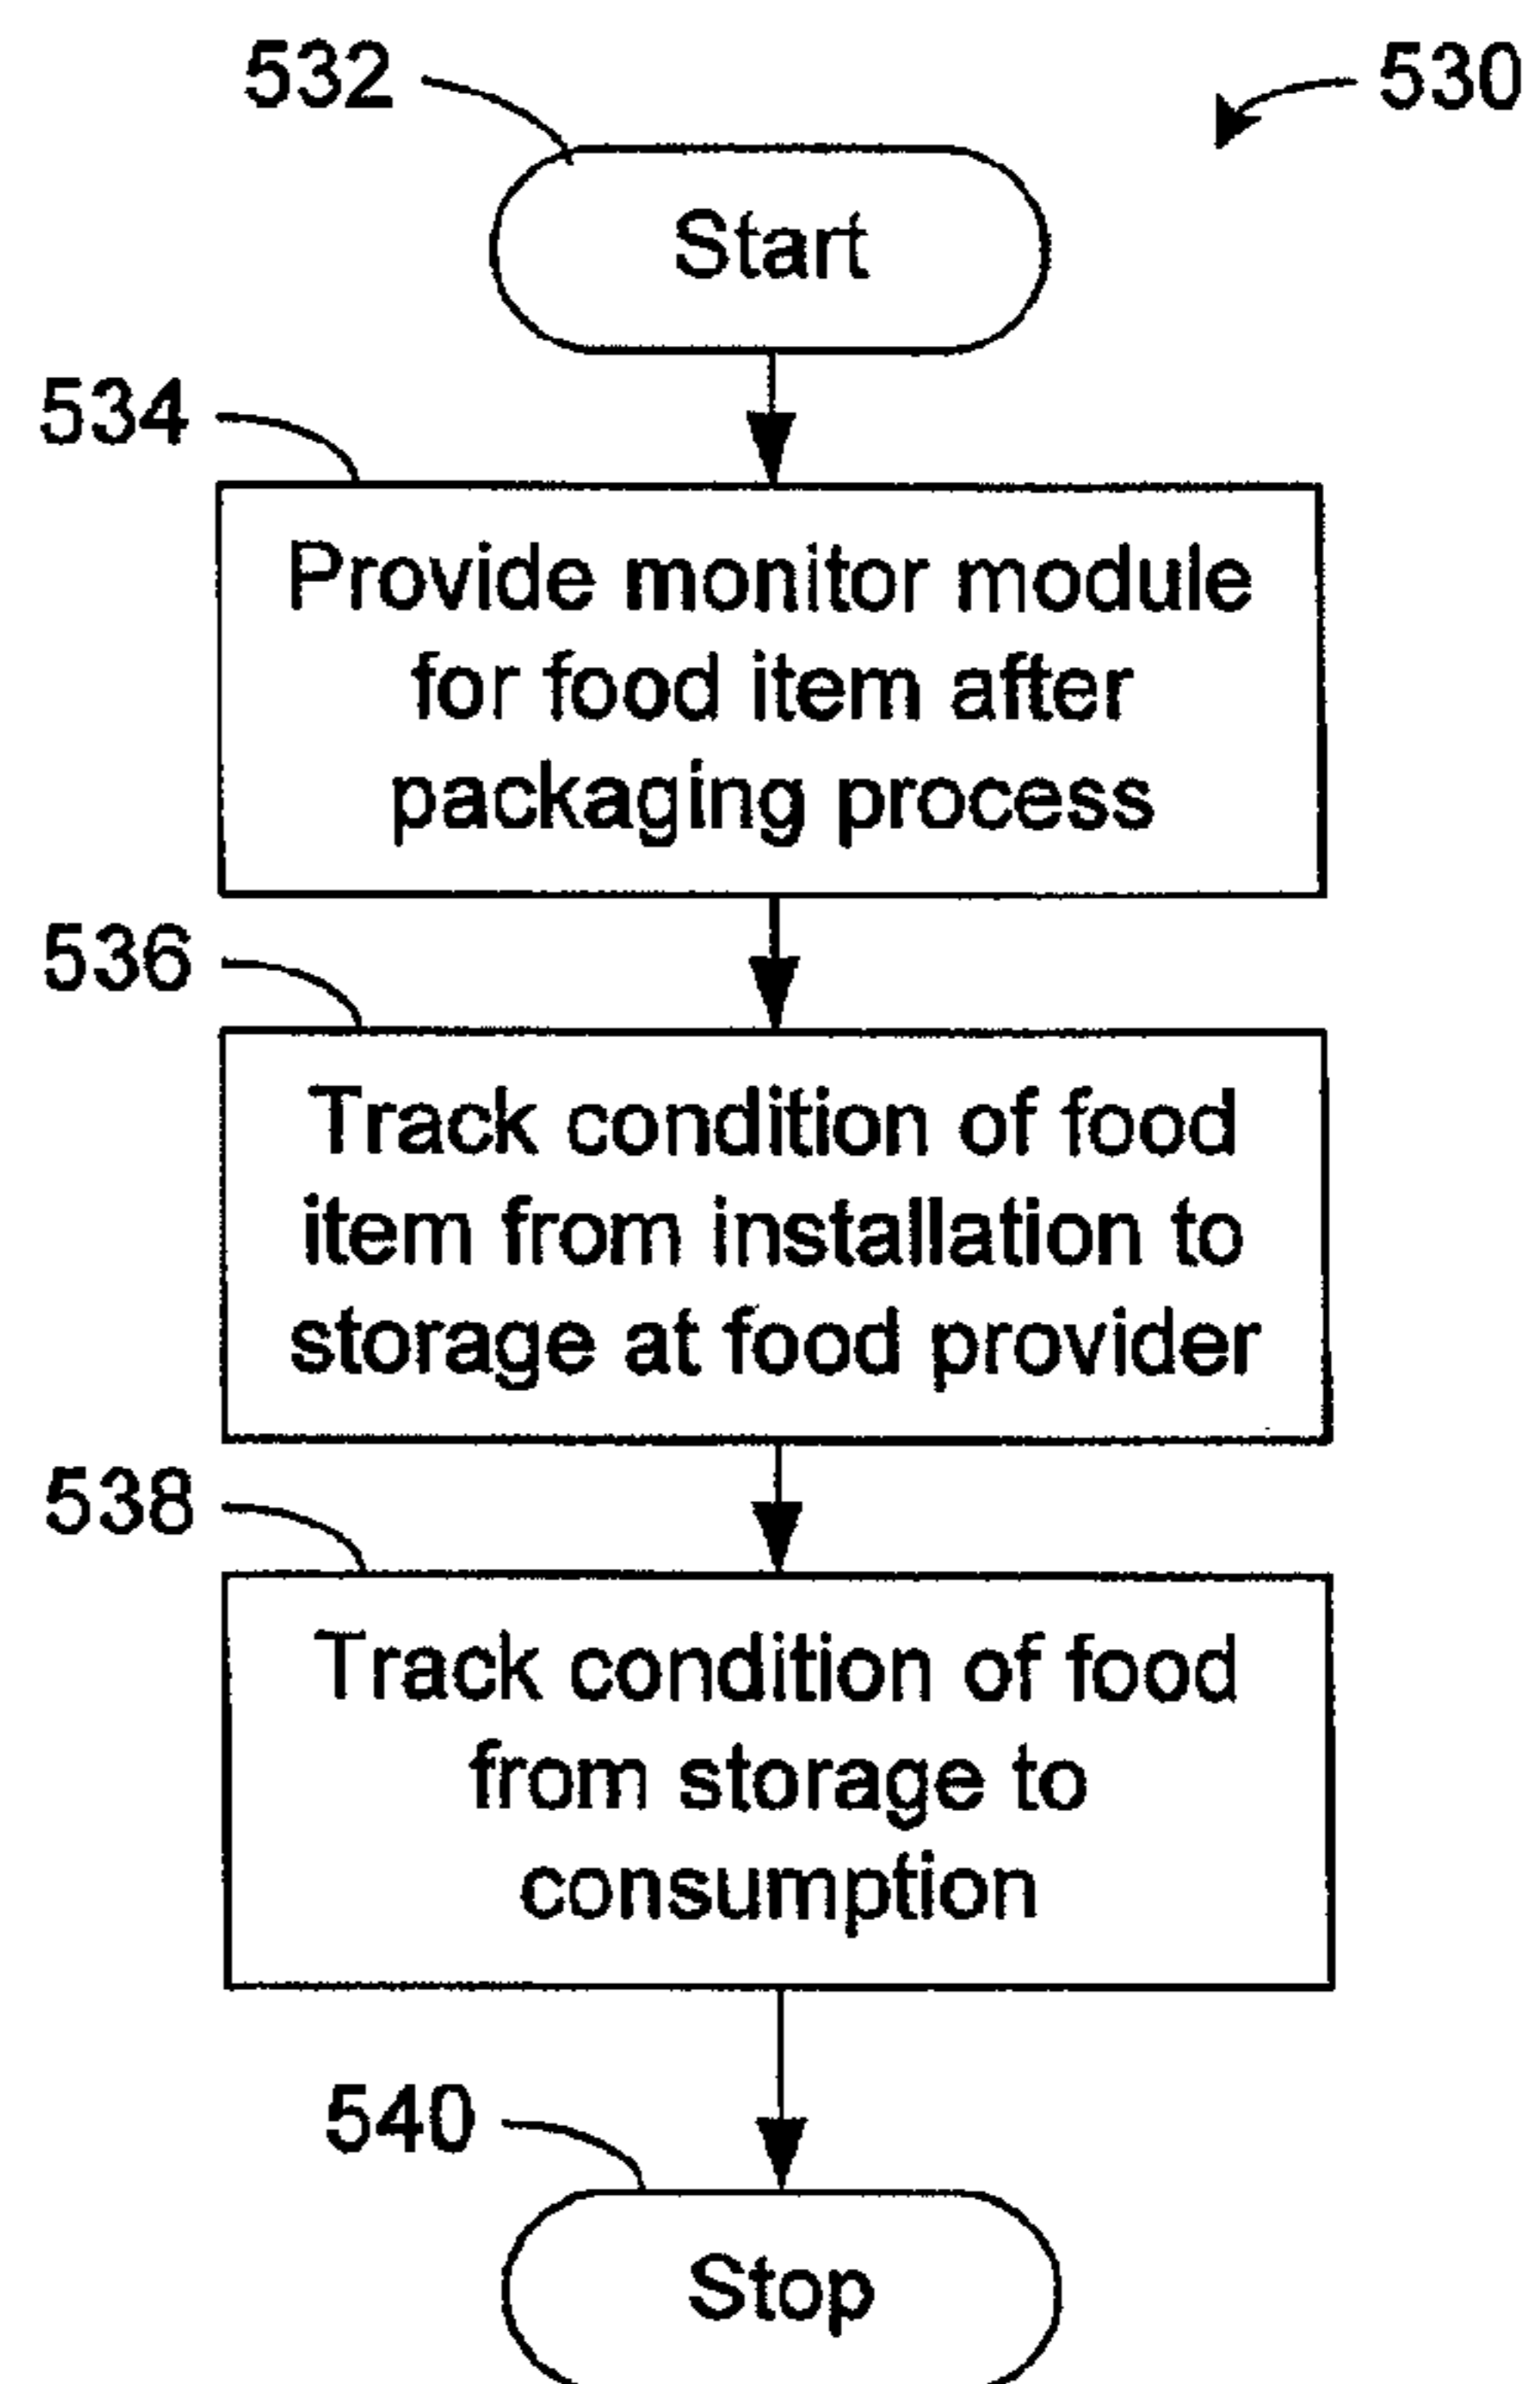 532
530
Start
534
Provide monitor module
for food item after
packaging process
536
Track condition of food
item from installation to
storage at food provider
538
Track condition of food
from storage to
consumption
540
Stop